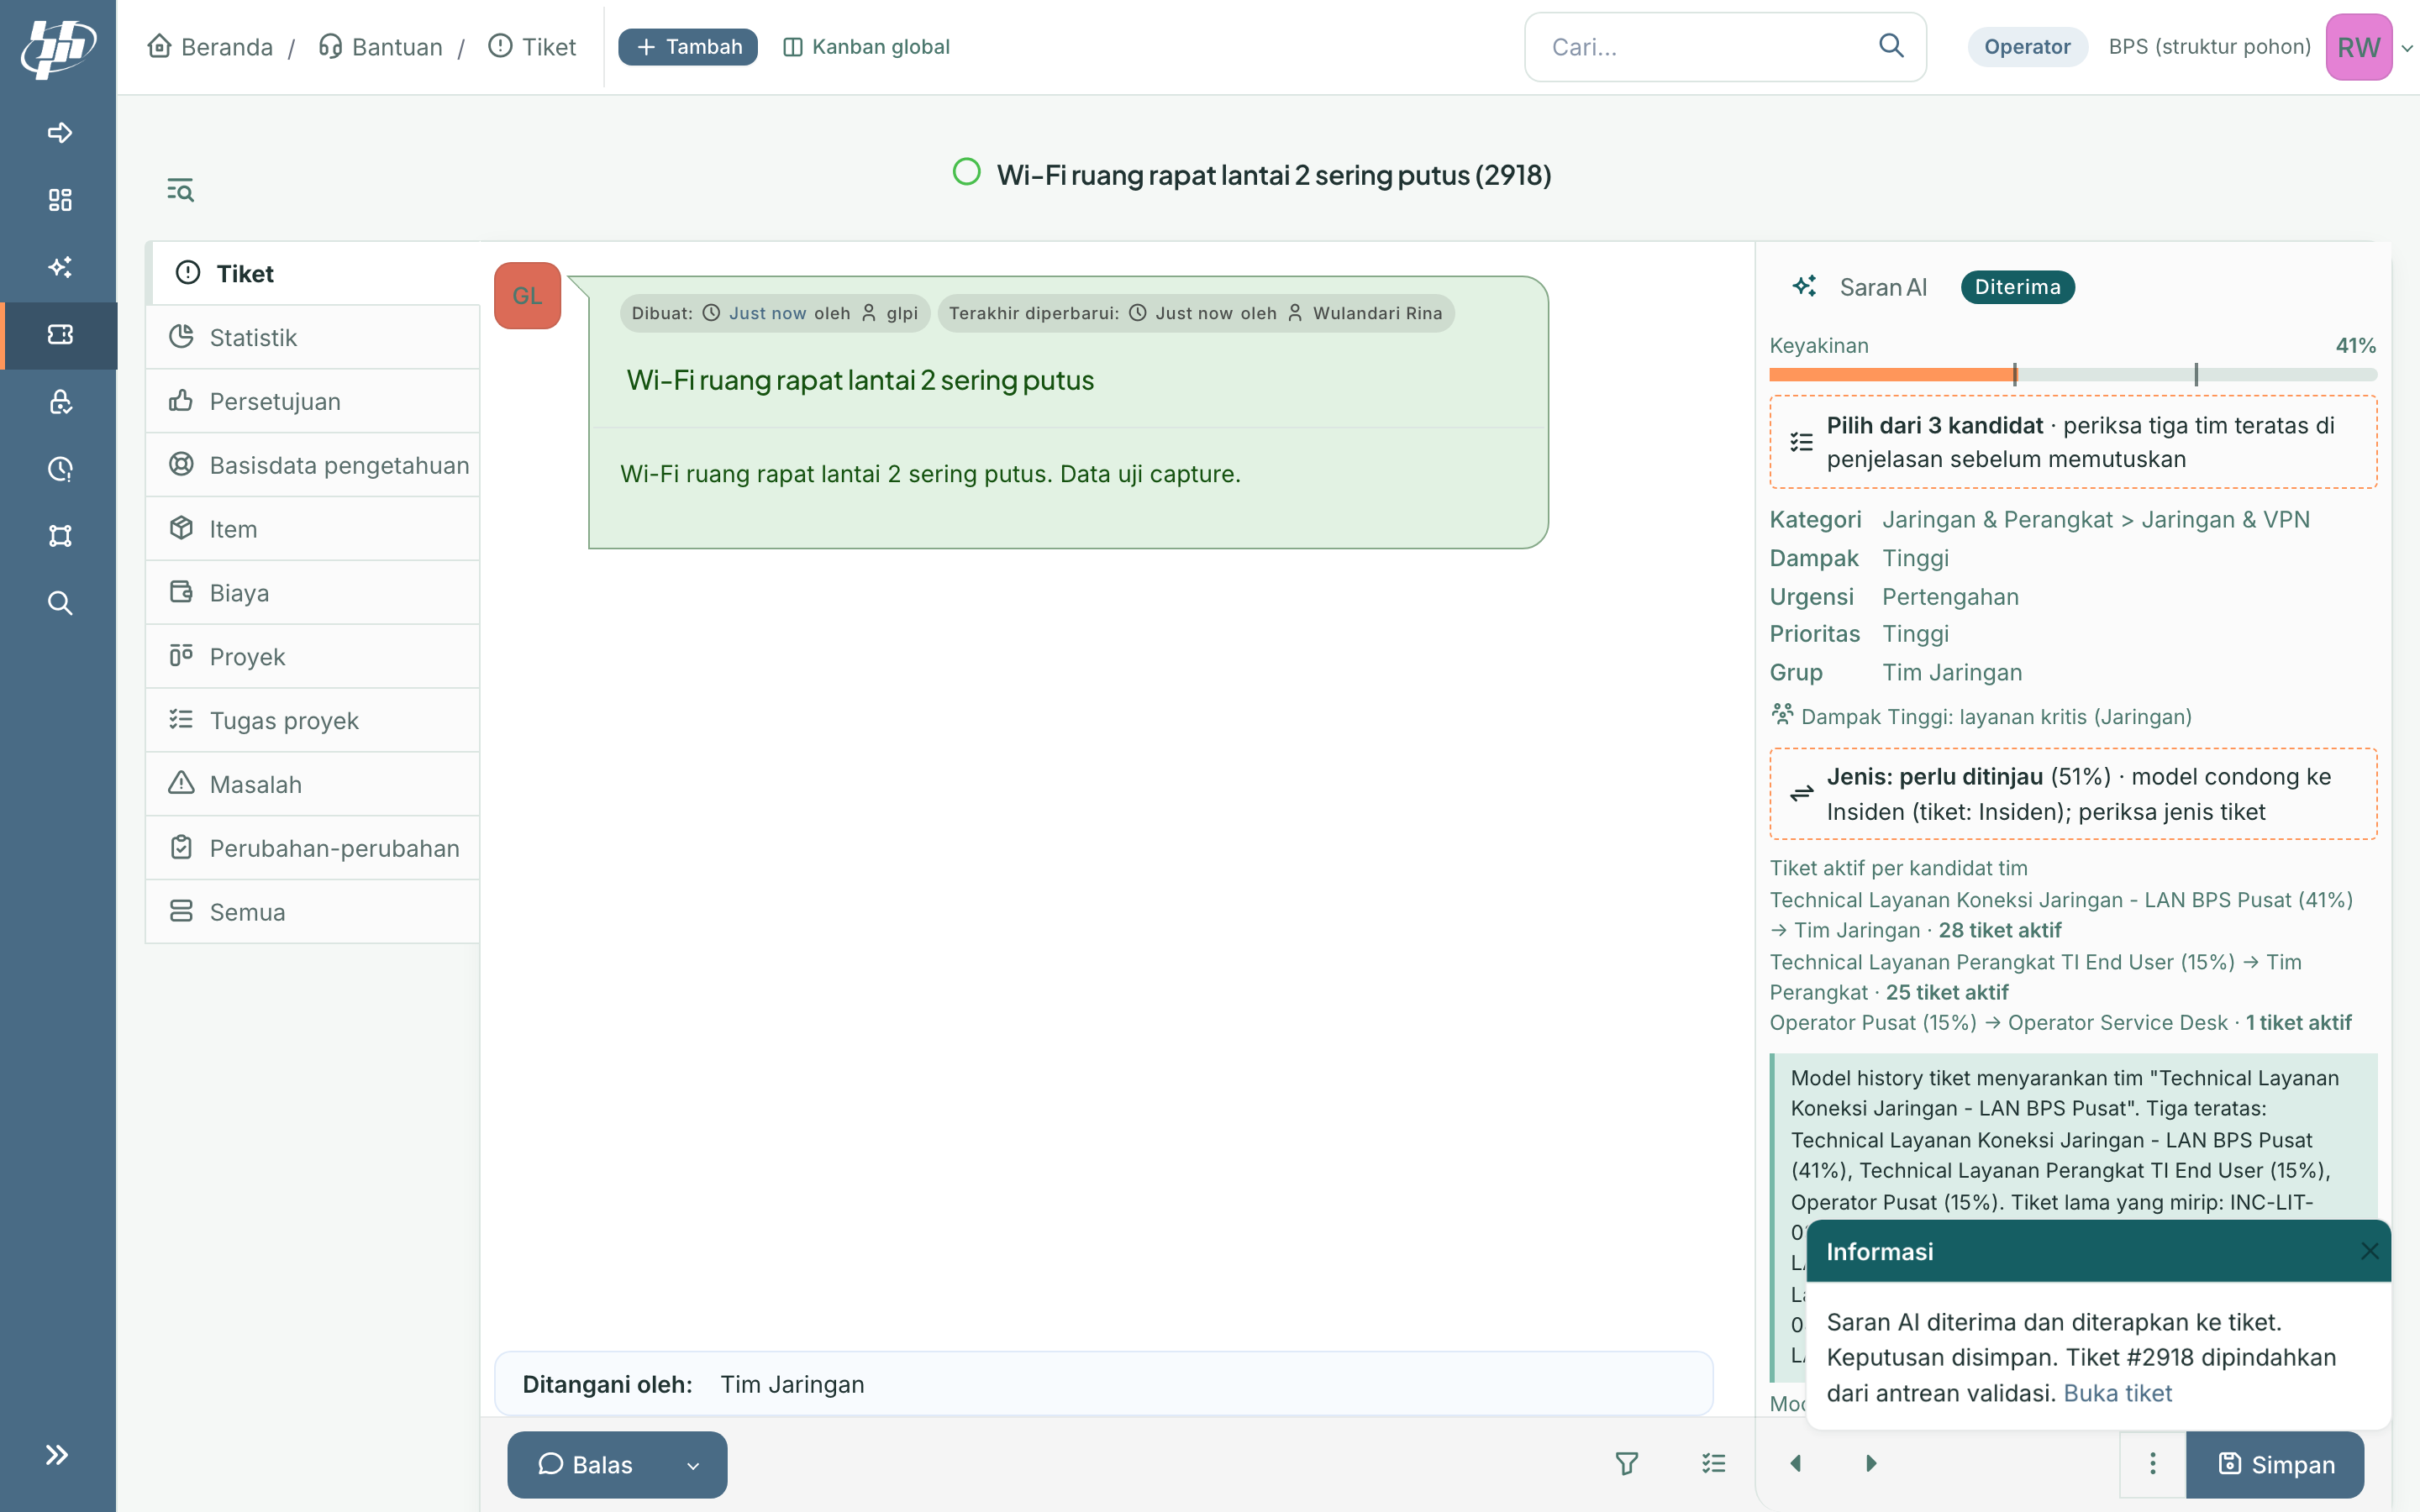 Beranda / Bantuan / Tiket
+ Tambah
Kanban global
Cari...
Operator
BPS (struktur pohon)
RW
Wi-Fi ruang rapat lantai 2 sering putus (2918)
Tiket
Statistik
Persetujuan
Basisdata pengetahuan
Item
Biaya
Proyek
Tugas proyek
Masalah
Perubahan-perubahan
Semua
GL
Dibuat: Just now oleh glpi
Terakhir diperbarui: Just now oleh Wulandari Rina
Wi-Fi ruang rapat lantai 2 sering putus
Wi-Fi ruang rapat lantai 2 sering putus. Data uji capture.
Ditangani oleh: Tim Jaringan
Balas
Saran AI Diterima
Keyakinan 41%
Pilih dari 3 kandidat · periksa tiga tim teratas di
penjelasan sebelum memutuskan
Kategori Jaringan & Perangkat > Jaringan & VPN
Dampak Tinggi
Urgensi Pertengahan
Prioritas Tinggi
Grup Tim Jaringan
Dampak Tinggi: layanan kritis (Jaringan)
Jenis: perlu ditinjau (51%) · model condong ke
Insiden (tiket: Insiden); periksa jenis tiket
Tiket aktif per kandidat tim
Technical Layanan Koneksi Jaringan - LAN BPS Pusat (41%)
→ Tim Jaringan · 28 tiket aktif
Technical Layanan Perangkat TI End User (15%) → Tim
Perangkat · 25 tiket aktif
Operator Pusat (15%) → Operator Service Desk · 1 tiket aktif
Model history tiket menyarankan tim "Technical Layanan
Koneksi Jaringan - LAN BPS Pusat". Tiga teratas:
Technical Layanan Koneksi Jaringan - LAN BPS Pusat
(41%), Technical Layanan Perangkat TI End User (15%),
Operator Pusat (15%). Tiket lama yang mirip: INC-LIT-
Informasi
Saran AI diterima dan diterapkan ke tiket.
Keputusan disimpan. Tiket #2918 dipindahkan
dari antrean validasi. Buka tiket
Simpan